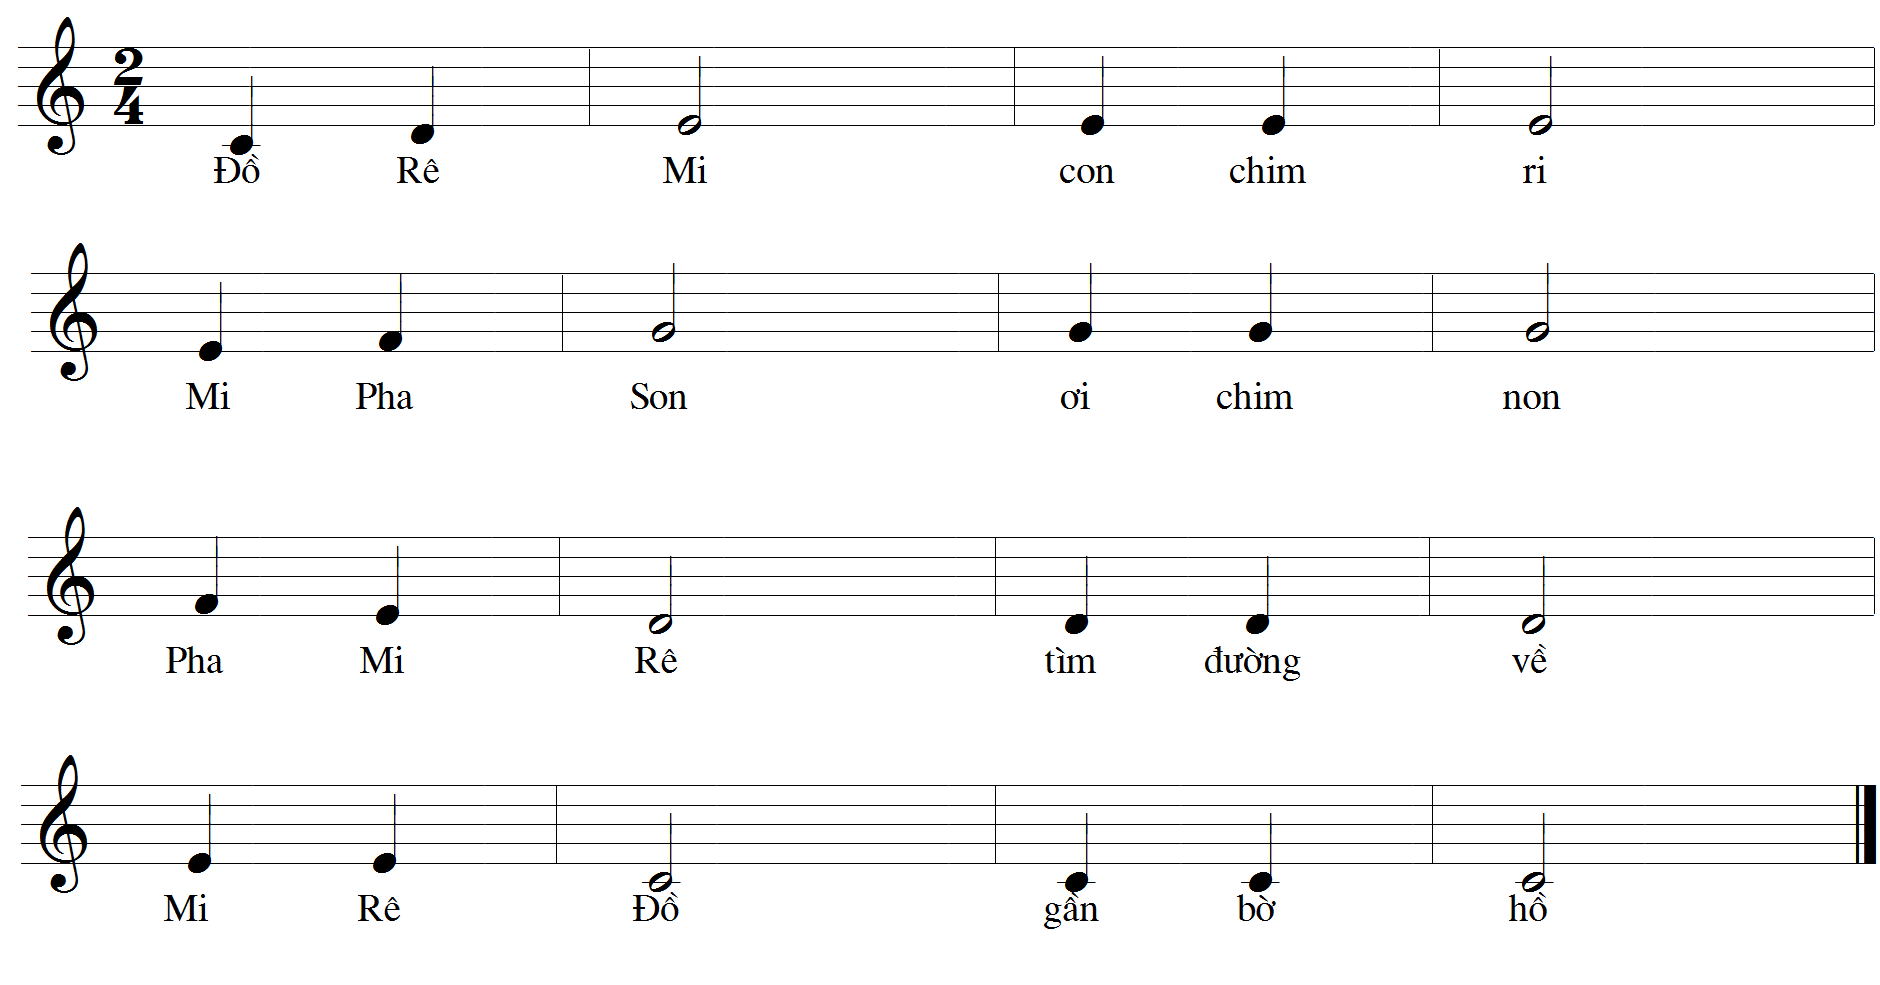 2
4
Đồ Rê Mi con chim ri
Mi Pha Son ơi chim non
Pha Mi Rê tìm đường về
Mi Rê Đồ gần bờ hồ